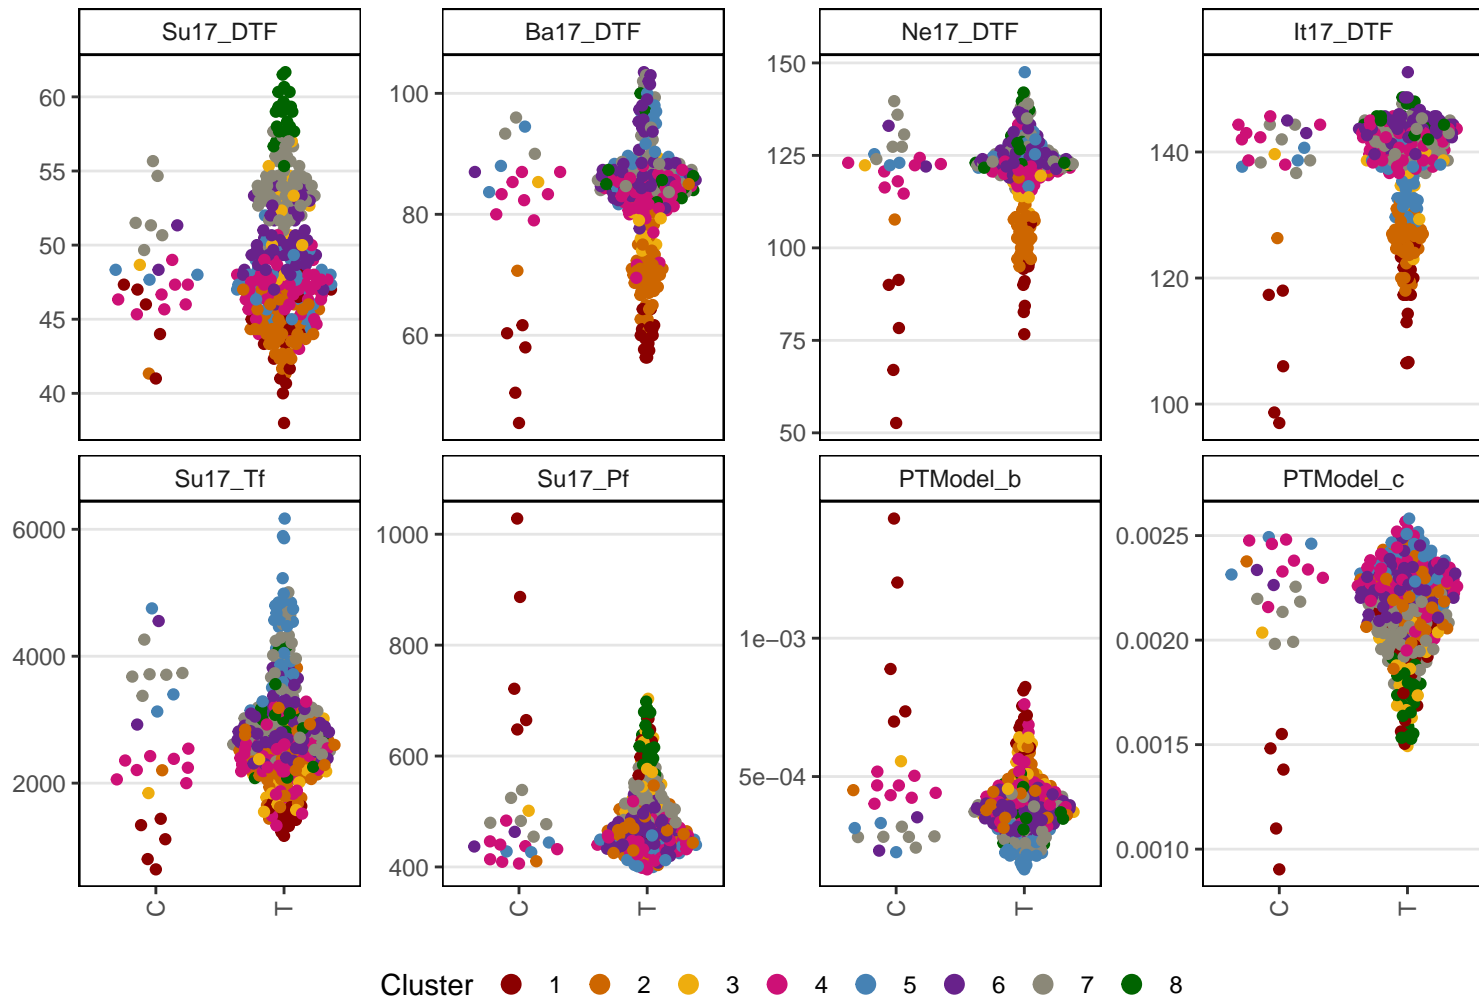 Su17_DTF Ba17_DTF Ne17_DTF It17_DTF
60 100 150 140
55 80 125 120
50 60 100 100
45 75
40 50
Su17_Tf Su17_Pf PTModel_b PTModel_c
6000 1000 1e−03 0.0025
4000 800 5e−04 0.0020
2000 600 0.0015
400 0.0010
C T C T C T C T
Cluster 1 2 3 4 5 6 7 8